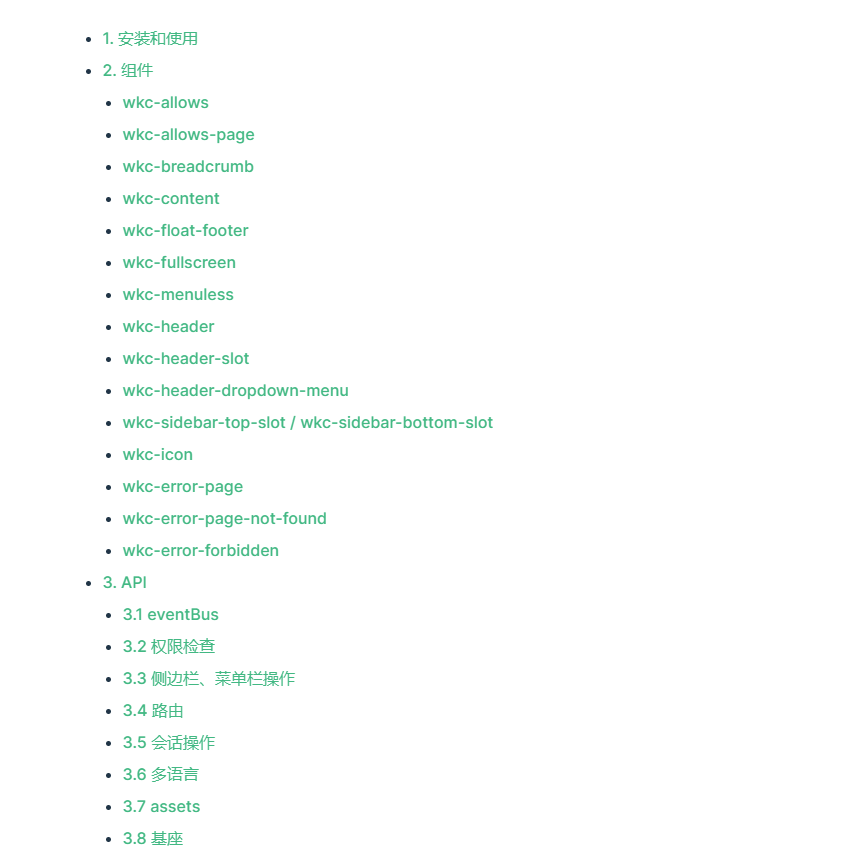 1. 安装和使用
2. 组件
wkc-allows
wkc-allows-page
wkc-breadcrumb
wkc-content
wkc-float-footer
wkc-fullscreen
wkc-menuless
wkc-header
wkc-header-slot
wkc-header-dropdown-menu
wkc-sidebar-top-slot / wkc-sidebar-bottom-slot
wkc-icon
wkc-error-page
wkc-error-page-not-found
wkc-error-forbidden
3. API
3.1 eventBus
3.2 权限检查
3.3 侧边栏、菜单栏操作
3.4 路由
3.5 会话操作
3.6 多语言
3.7 assets
3.8 基座